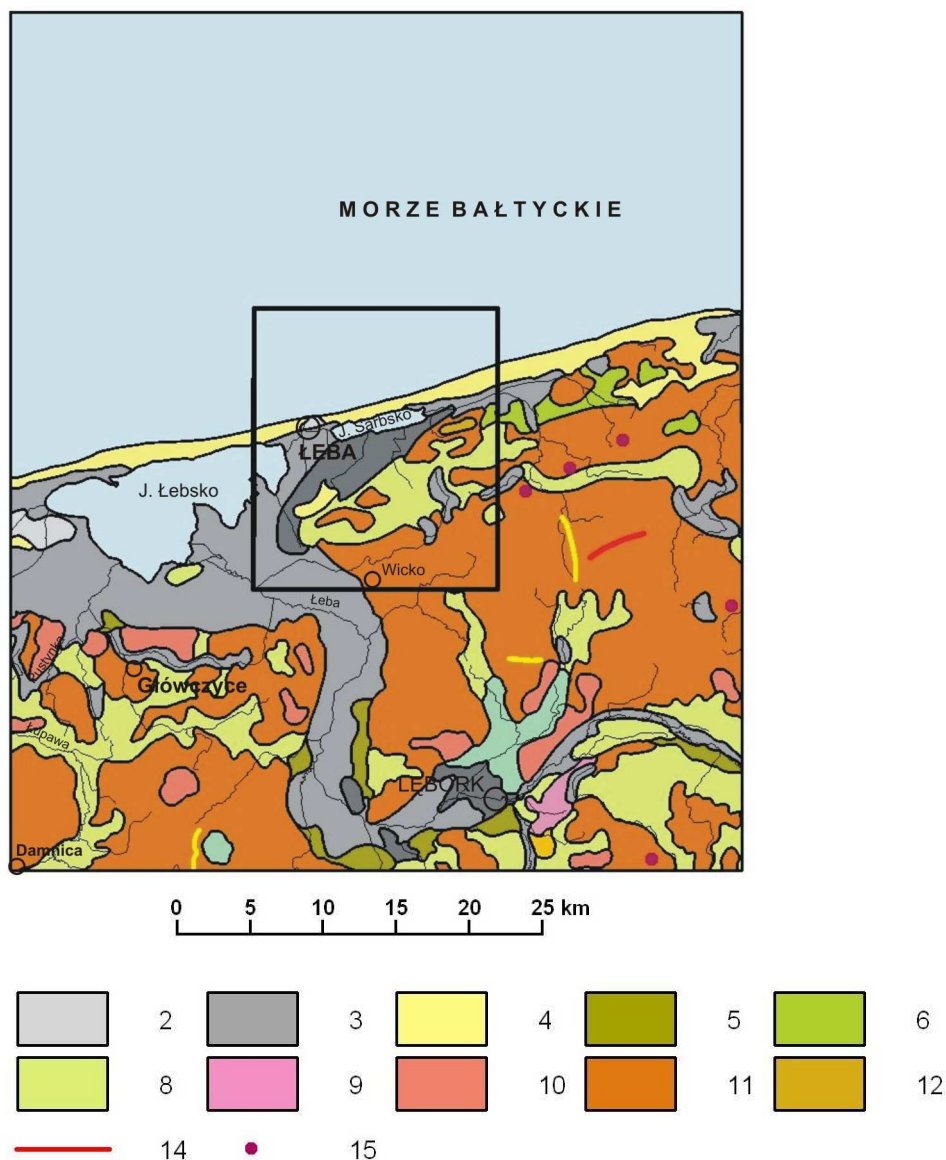 MORZE BAŁTYCKIE
J. Sarbsko
ŁEBA
J. Łebsko
Wicko
Łeba
Pustynka
Główczyce
Łupawa
LĘBORK
Damnica
0 5 10 15 20 25 km
2 3 4 5 6
8 9 10 11 12
14 15